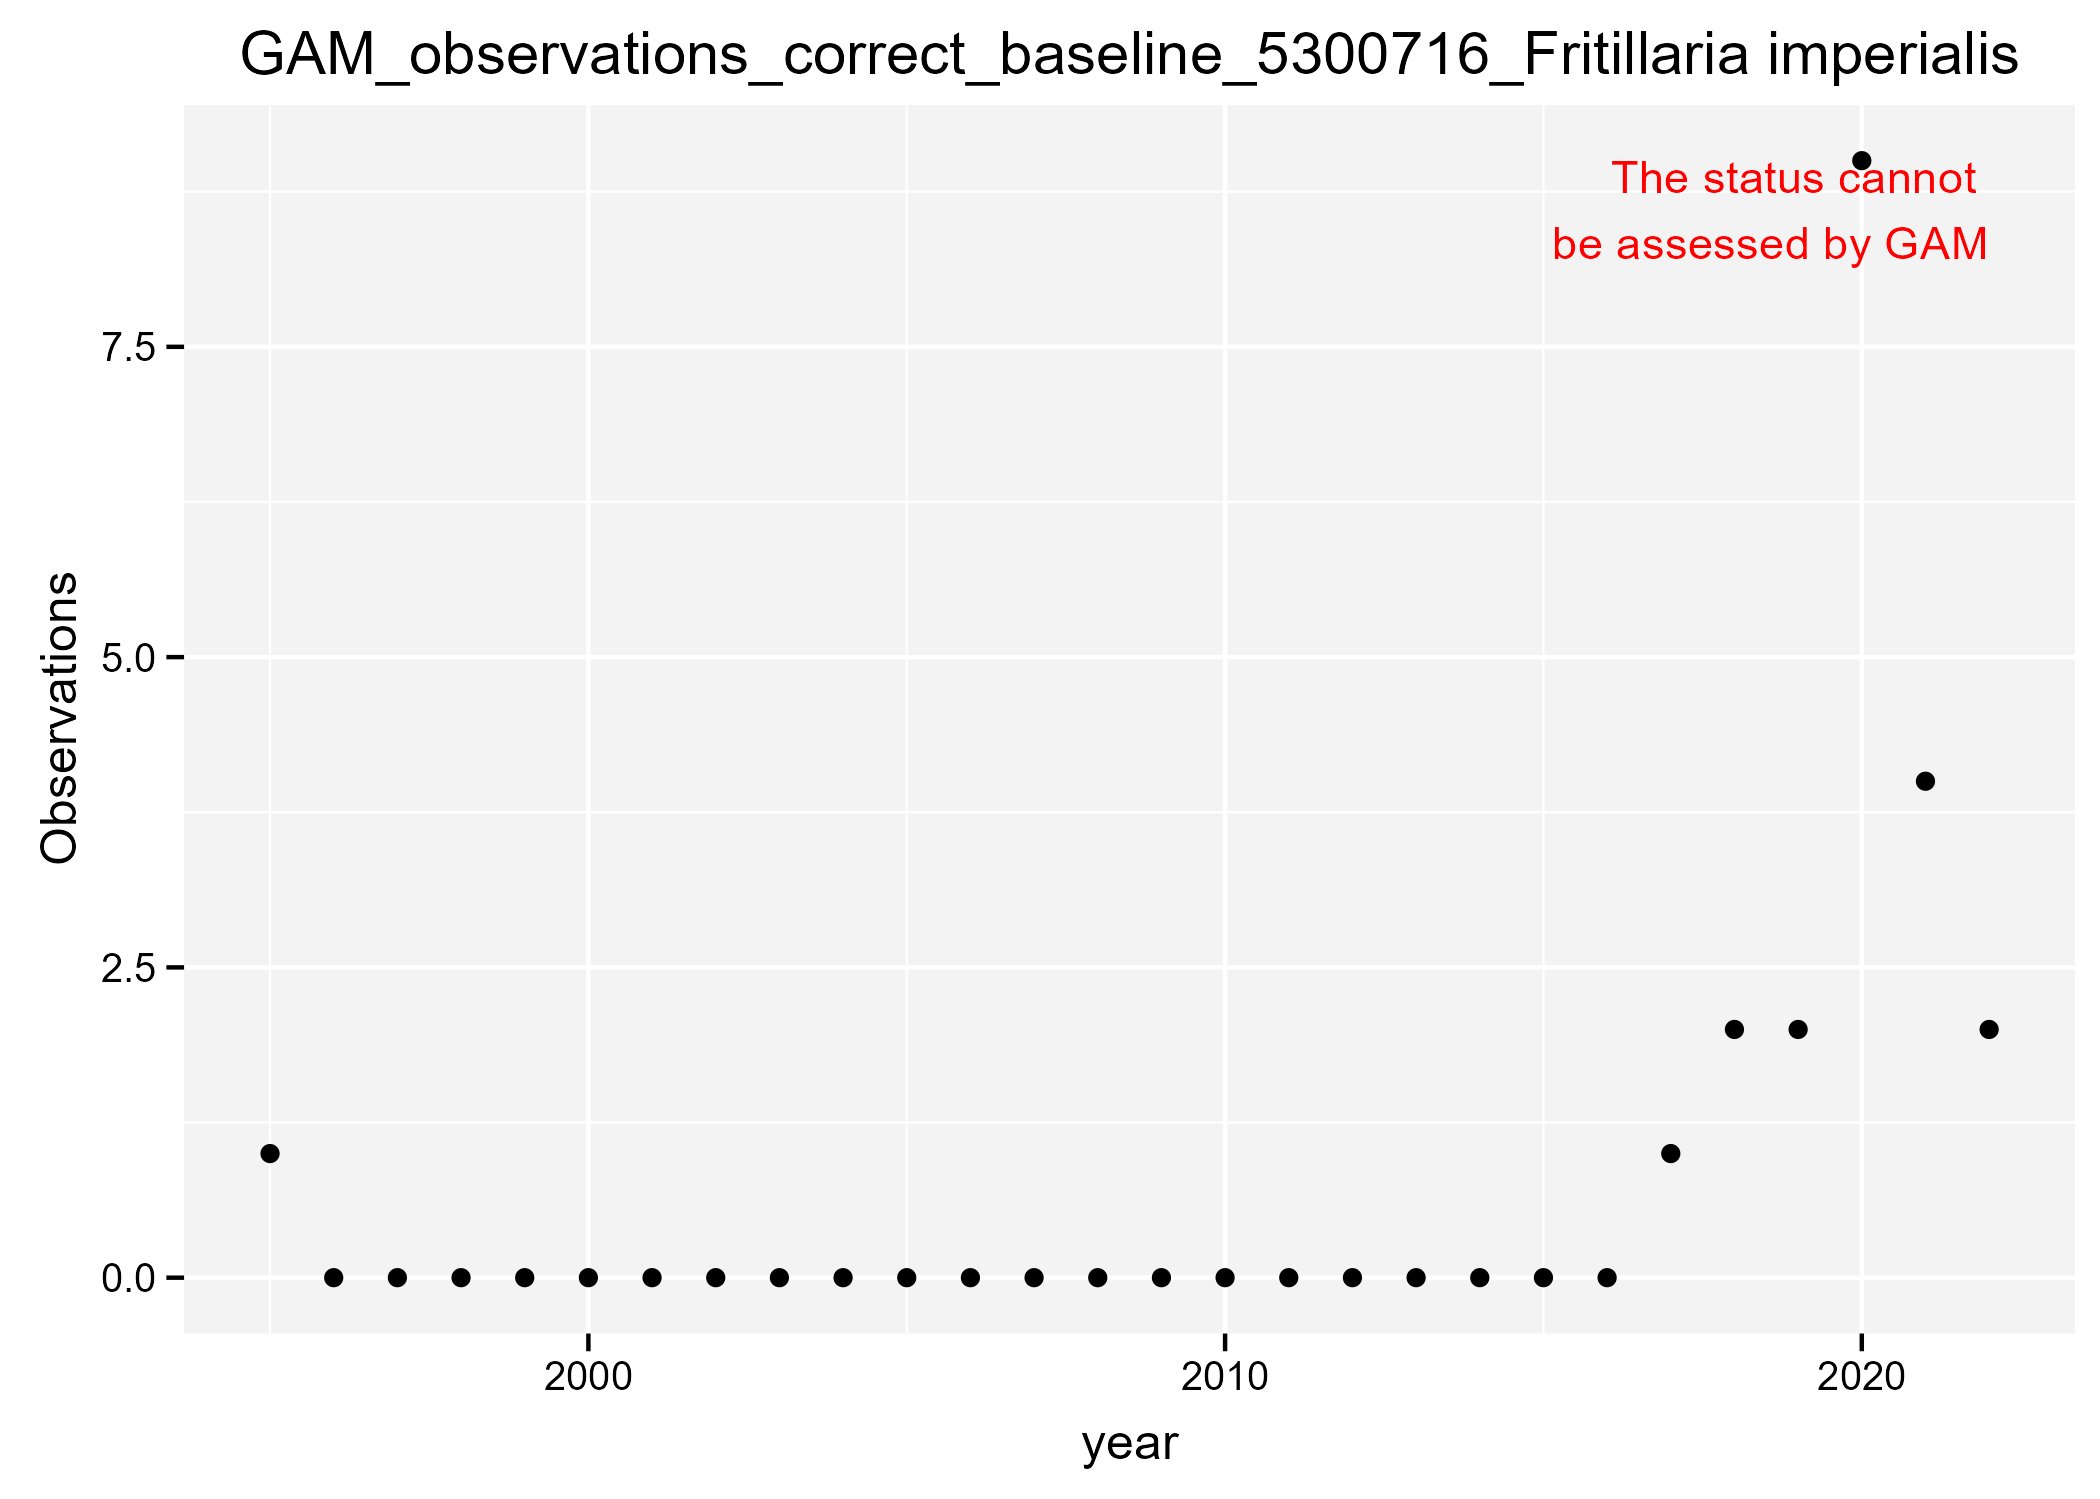 GAM_observations_correct_baseline_5300716_Fritillaria imperialis
The status cannot
be assessed by GAM
7.5
5.0
2.5
0.0
Observations
2000 2010 2020
year